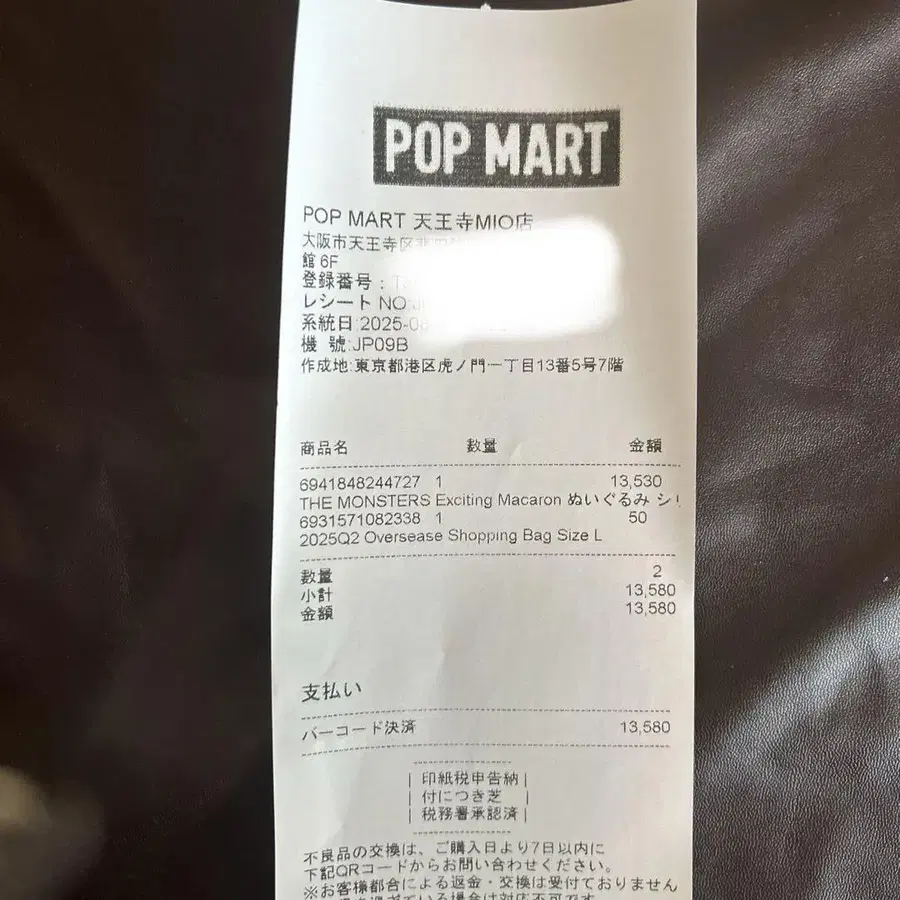 POP MART
POP MART 天王寺MIO店
大阪市天王寺区
館 6F
登録番号:T
レシート NO:
系統日:2025-08
機 號:JP09B
作成地:東京都港区虎ノ門一丁目13番5号7階
商品名 数量 金額
6941848244727 1 13,530
THE MONSTERS Exciting Macaron ぬいぐるみ シリ
6931571082338 1 50
2025Q2 Oversease Shopping Bag Size L
数量 2
小計 13,580
金額 13,580
支払い
バーコード決済 13,580
印紙税申告納
付につき芝
税務署承認済
不良品の交換は、ご購入日より7日以内に
下記QRコードからお問い合わせください。
※お客様都合による返金・交換は受付ておりません